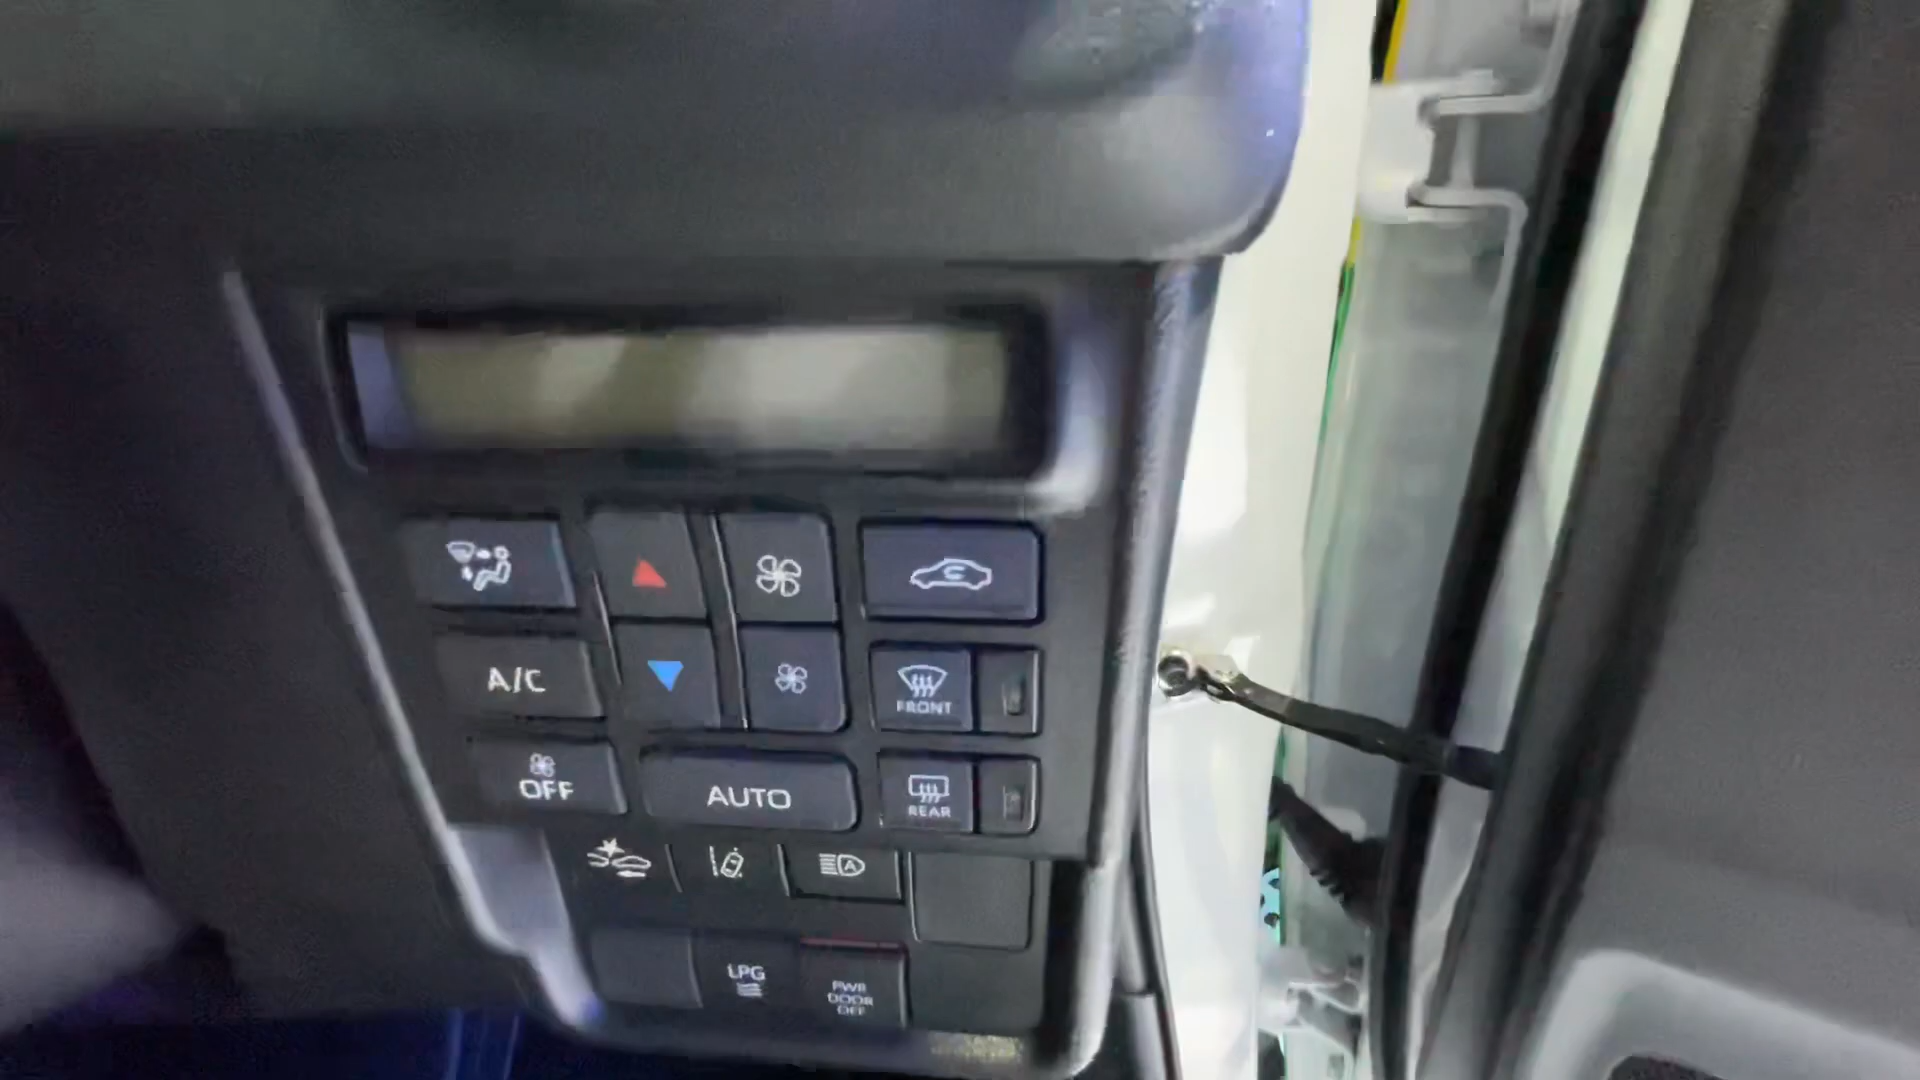 A/C
FRONT
OFF
AUTO
REAR
A
LPG
PWR
DOOR
OFF